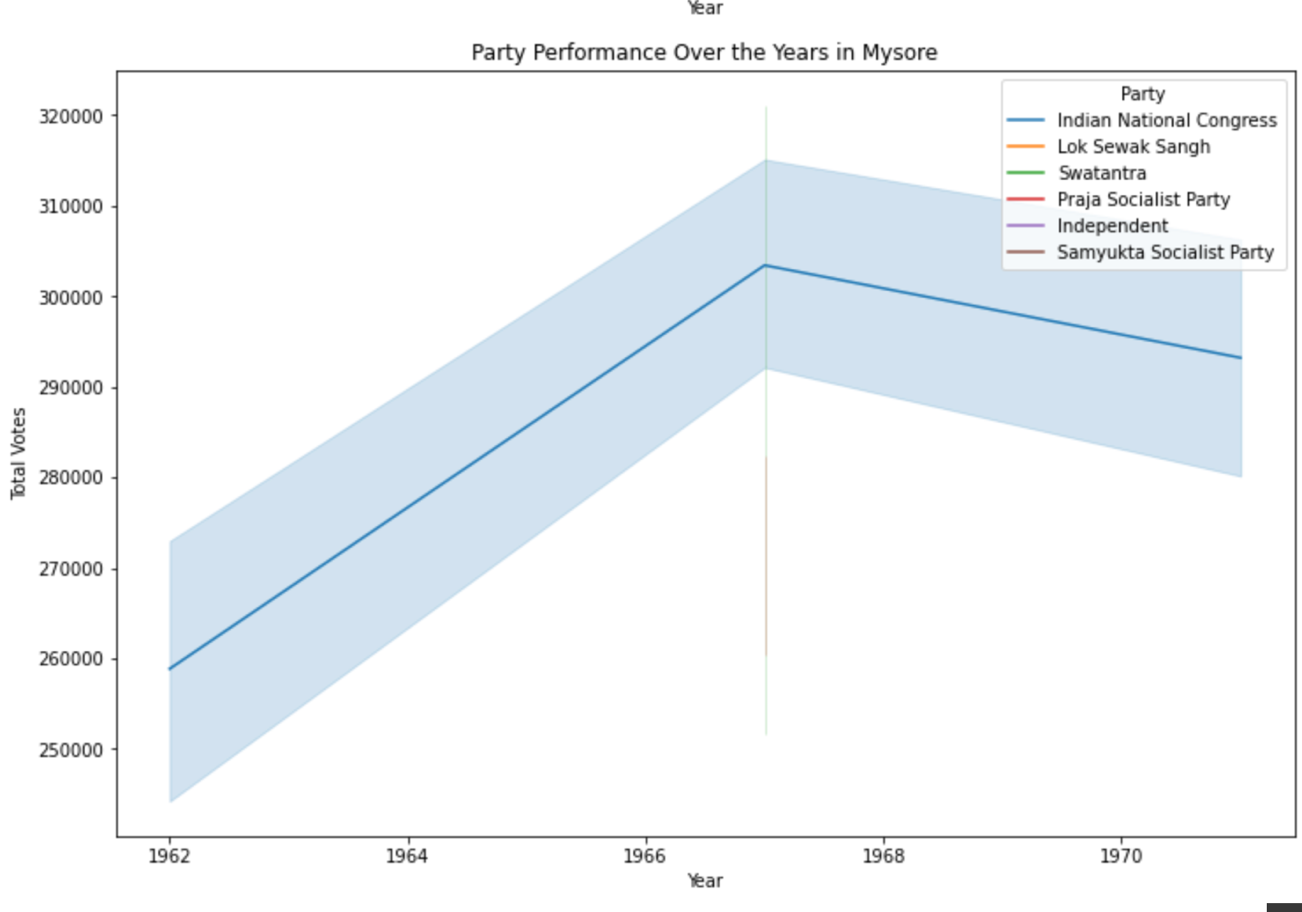 Year
Party Performance Over the Years in Mysore
Party
Indian National Congress
Lok Sewak Sangh
Swatantra
Praja Socialist Party
Independent
Samyukta Socialist Party
320000
310000
300000
290000
280000
270000
260000
250000
Total Votes
1962 1964 1966 1968 1970
Year